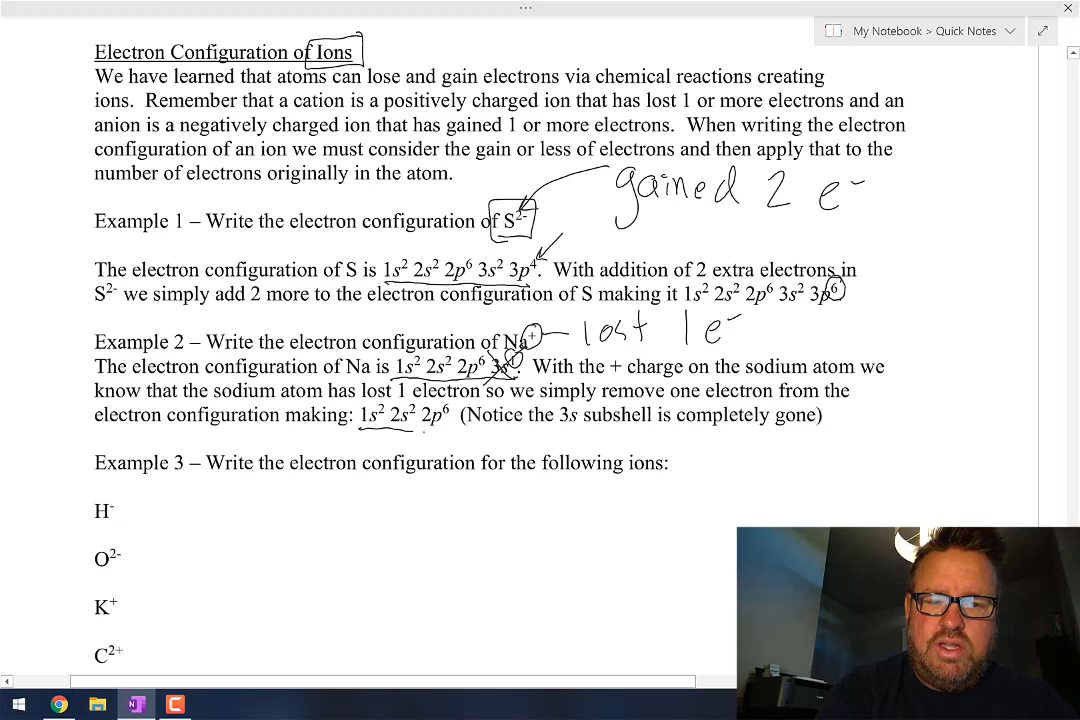 My Notebook > Quick Notes
Electron Configuration of Ions
We have learned that atoms can lose and gain electrons via chemical reactions creating
ions. Remember that a cation is a positively charged ion that has lost 1 or more electrons and an
anion is a negatively charged ion that has gained 1 or more electrons. When writing the electron
configuration of an ion we must consider the gain or less of electrons and then apply that to the
number of electrons originally in the atom.
gained 2 e⁻
Example 1 – Write the electron configuration of S²⁻
The electron configuration of S is 1s² 2s² 2p⁶ 3s² 3p⁴. With addition of 2 extra electrons in
S²⁻ we simply add 2 more to the electron configuration of S making it 1s² 2s² 2p⁶ 3s² 3p⁶
Example 2 – Write the electron configuration of Na⁺ lost 1 e⁻
The electron configuration of Na is 1s² 2s² 2p⁶ 3s¹. With the + charge on the sodium atom we
know that the sodium atom has lost 1 electron so we simply remove one electron from the
electron configuration making: 1s² 2s² 2p⁶ (Notice the 3s subshell is completely gone)
Example 3 – Write the electron configuration for the following ions:
H⁻
O²⁻
K⁺
C²⁺